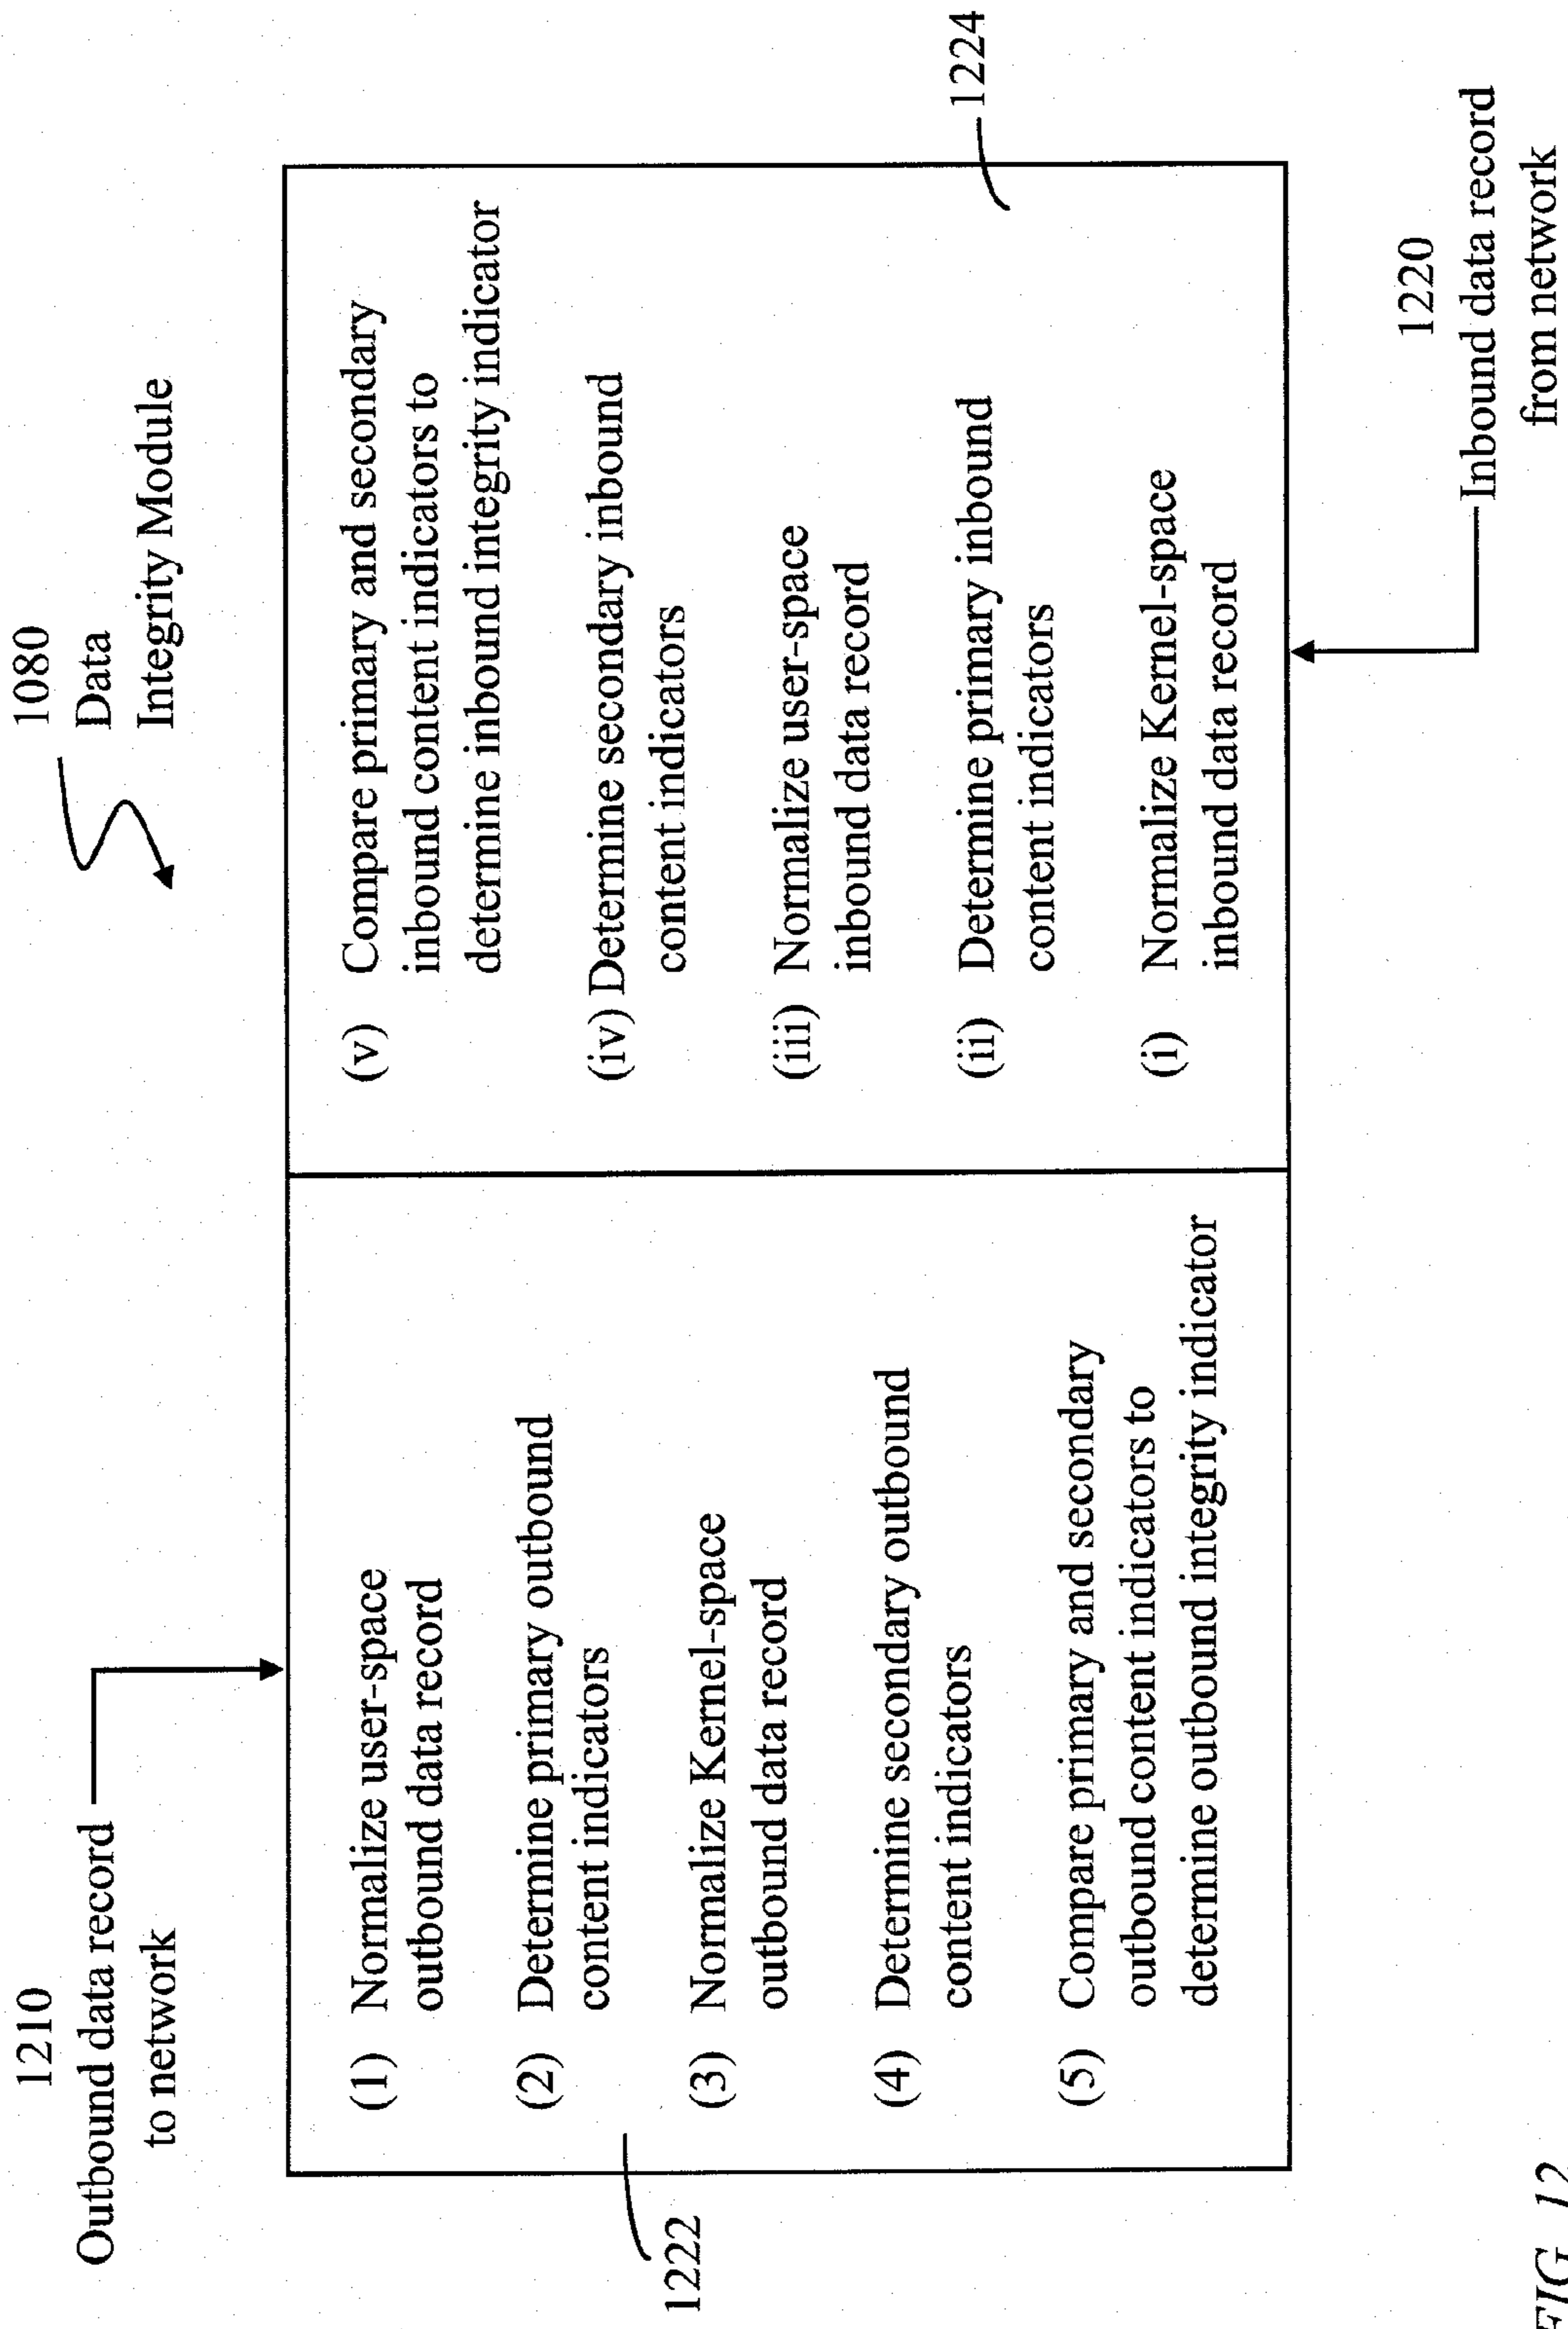 1210
Outbound data record
to network
1080
Data
Integrity Module
(1) Normalize user-space
outbound data record
(2) Determine primary outbound
content indicators
(3) Normalize Kernel-space
outbound data record
(4) Determine secondary outbound
content indicators
(5) Compare primary and secondary
outbound content indicators to
determine outbound integrity indicator
1222
(v) Compare primary and secondary
inbound content indicators to
determine inbound integrity indicator
(iv) Determine secondary inbound
content indicators
(iii) Normalize user-space
inbound data record
(ii) Determine primary inbound
content indicators
(i) Normalize Kernel-space
inbound data record
1224
1220
Inbound data record
from network
FIG. 12